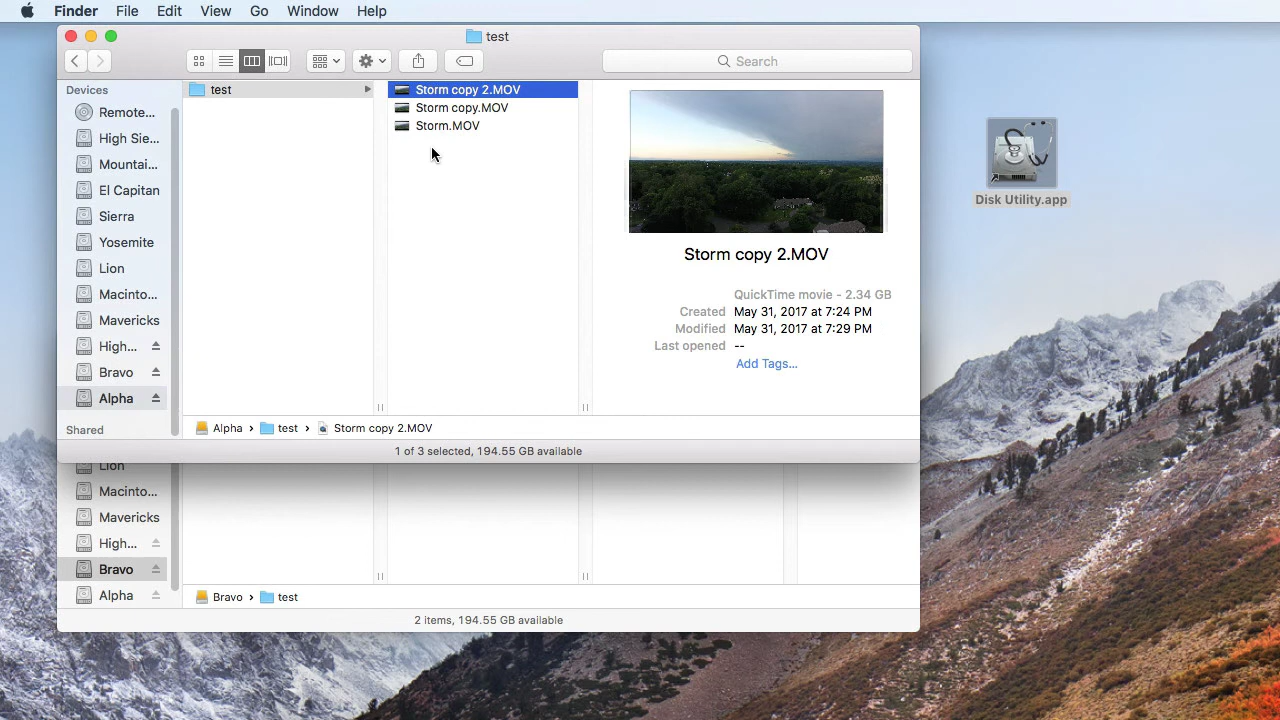 Finder File Edit View Go Window Help
test
Search
Devices
Remote...
High Sie...
Mountai...
El Capitan
Sierra
Yosemite
Lion
Macinto...
Mavericks
High...
Bravo
Alpha
Shared
test
Storm copy 2.MOV
Storm copy.MOV
Storm.MOV
Storm copy 2.MOV
QuickTime movie - 2.34 GB
Created May 31, 2017 at 7:24 PM
Modified May 31, 2017 at 7:29 PM
Last opened --
Add Tags...
Alpha › test › Storm copy 2.MOV
1 of 3 selected, 194.55 GB available
Lion
Macinto...
Mavericks
High...
Bravo
Alpha
Bravo › test
2 items, 194.55 GB available
Disk Utility.app